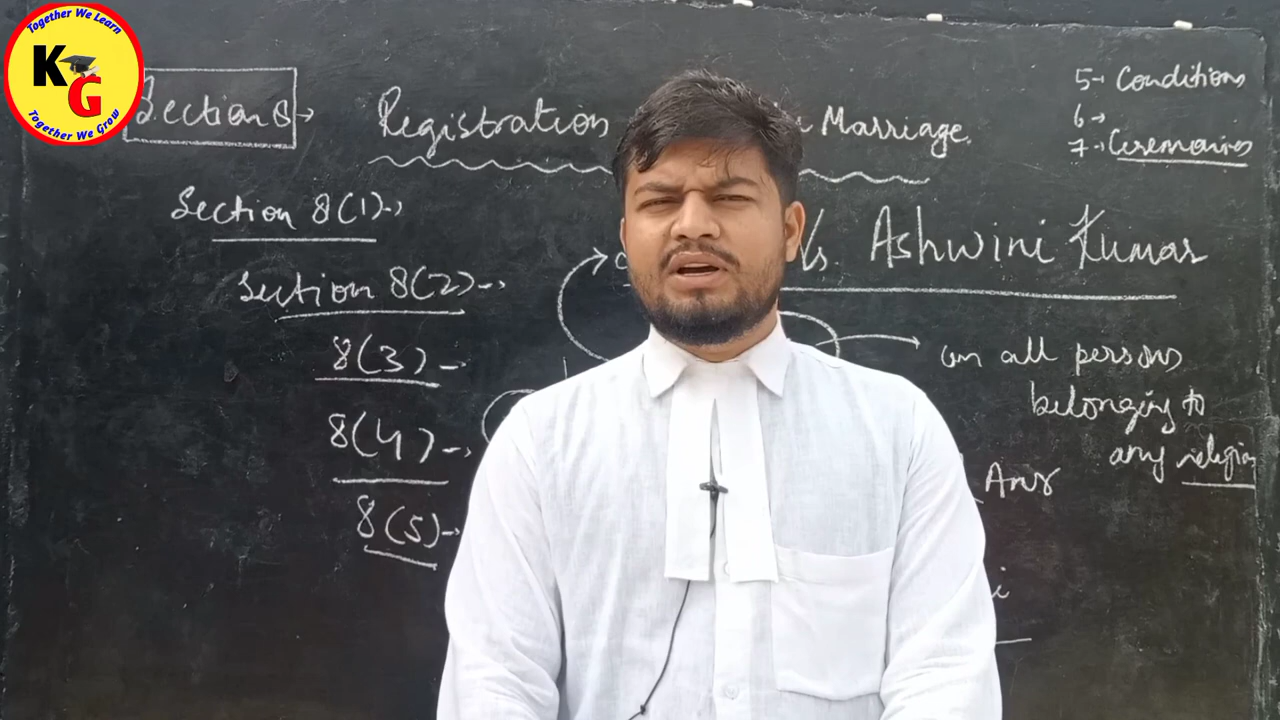 Together We Learn
KG
Together We Grow
Section 8 →
Registration Marriage.
5 → Conditions
6 →
7 → Ceremonies
Section 8(1) →
Section 8(2) →
8(3) →
8(4) →
8(5) →
Vs. Ashwini Kumar
on all persons
belonging to
any religion
Anr